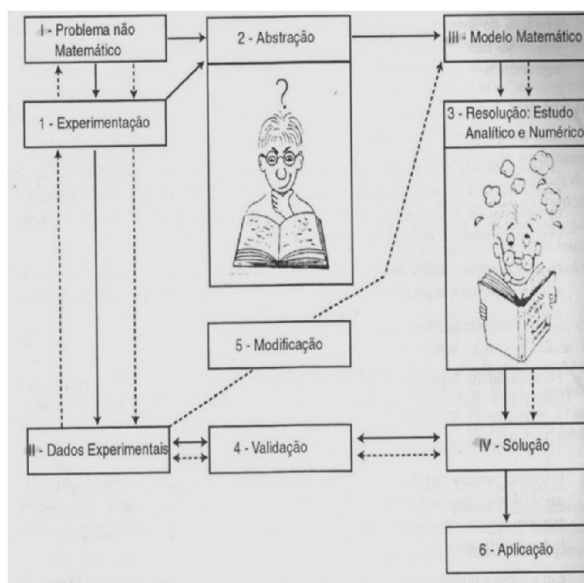 I - Problema não
Matemático
2 - Abstração
III - Modelo Matemático
1 - Experimentação
3 - Resolução: Estudo
Analítico e Numérico
?
5 - Modificação
II - Dados Experimentais
4 - Validação
IV - Solução
6 - Aplicação